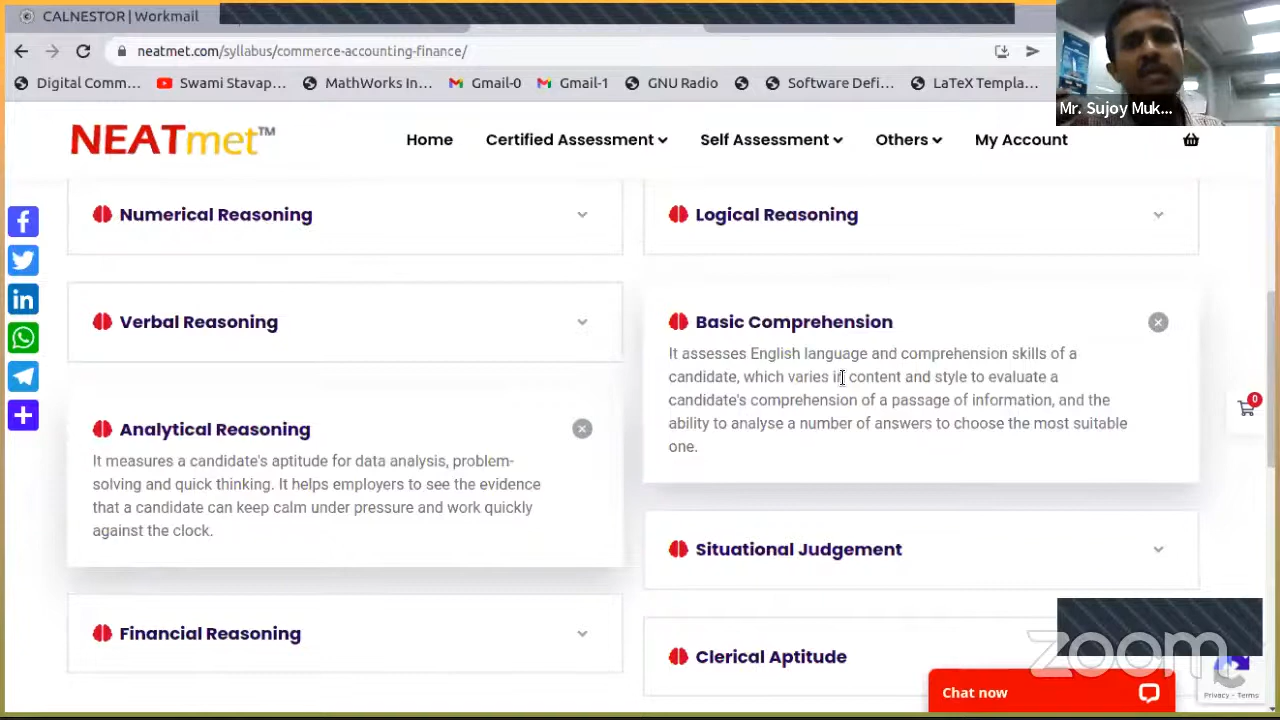 CALNESTOR | Workmail
neatmet.com/syllabus/commerce-accounting-finance/
Digital Comm...
Swami Stavap...
MathWorks In...
Gmail-0
Gmail-1
GNU Radio
Software Defi...
LaTeX Templa...
Mr. Sujoy Muk...
NEATmet™
Home
Certified Assessment
Self Assessment
Others
My Account
Numerical Reasoning
Logical Reasoning
Verbal Reasoning
Basic Comprehension
It assesses English language and comprehension skills of a
candidate, which varies in content and style to evaluate a
candidate's comprehension of a passage of information, and the
ability to analyse a number of answers to choose the most suitable
one.
Analytical Reasoning
It measures a candidate's aptitude for data analysis, problem-
solving and quick thinking. It helps employers to see the evidence
that a candidate can keep calm under pressure and work quickly
against the clock.
0
Situational Judgement
Financial Reasoning
Clerical Aptitude
zoom
Chat now
Privacy - Terms